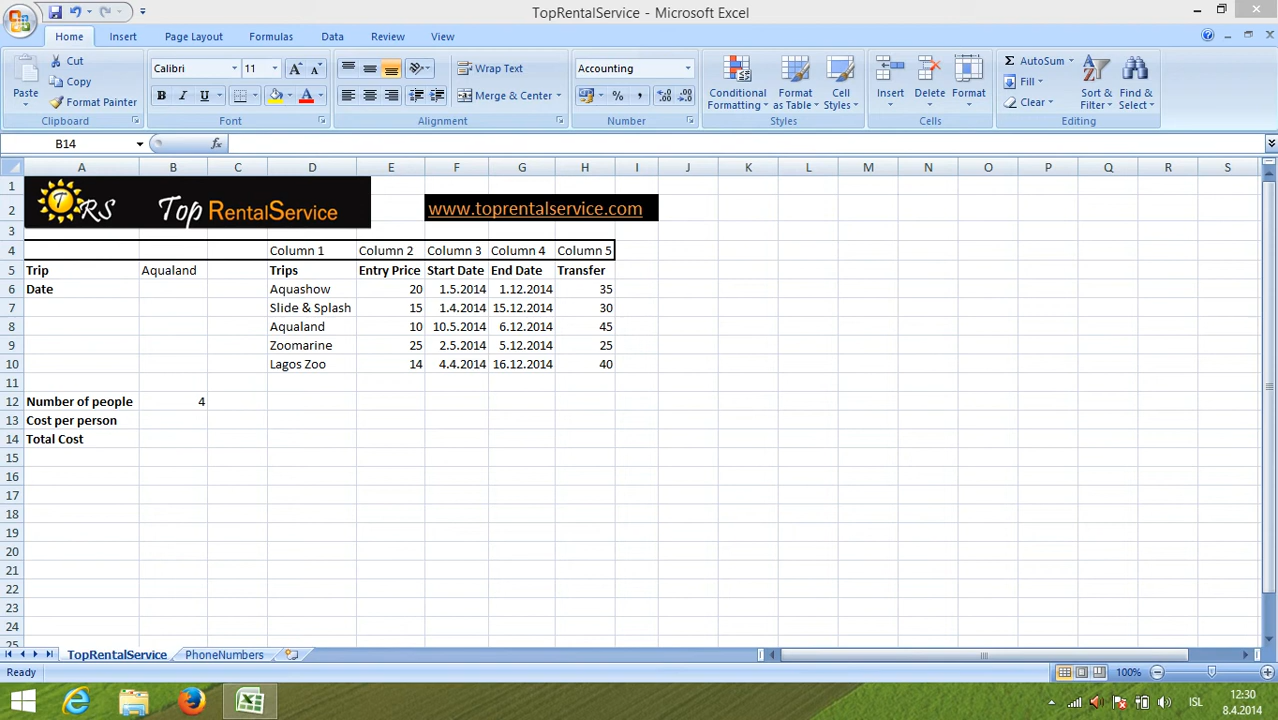 TopRentalService - Microsoft Excel
Home Insert Page Layout Formulas Data Review View
Paste Cut Copy Format Painter Clipboard
Calibri 11 A A B I U A Font
Wrap Text Merge & Center Alignment
Accounting % , .0 .00 .00 .0 Number
Conditional Formatting Format as Table Cell Styles Styles
Insert Delete Format Cells
Σ AutoSum Fill Clear Sort & Filter Find & Select Editing
B14 fx
A B C D E F G H I J K L M N O P Q R S
1 TRS Top RentalService
2 www.toprentalservice.com
3
4 Column 1 Column 2 Column 3 Column 4 Column 5
5 Trip Aqualand Trips Entry Price Start Date End Date Transfer
6 Date Aquashow 20 1.5.2014 1.12.2014 35
7 Slide & Splash 15 1.4.2014 15.12.2014 30
8 Aqualand 10 10.5.2014 6.12.2014 45
9 Zoomarine 25 2.5.2014 5.12.2014 25
10 Lagos Zoo 14 4.4.2014 16.12.2014 40
11
12 Number of people 4
13 Cost per person
14 Total Cost
15
16
17
18
19
20
21
22
23
24
25
TopRentalService PhoneNumbers
Ready 100%
ISL 12:30
8.4.2014